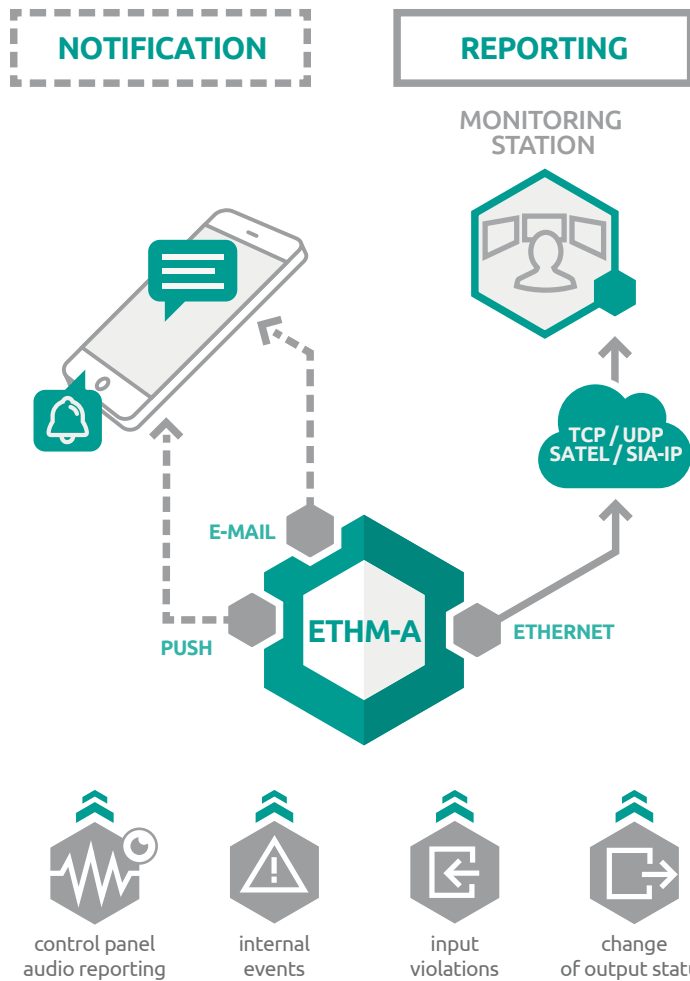 NOTIFICATION
REPORTING
MONITORING
STATION
TCP / UDP
SATEL / SIA-IP
E-MAIL
ETHM-A
ETHERNET
PUSH
control panel
audio reporting
internal
events
input
violations
change
of output statu